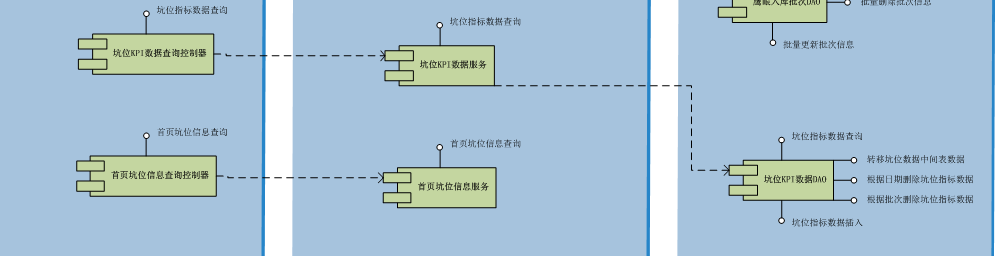 坑位指标数据查询
坑位KPI数据查询控制器
首页坑位信息查询
首页坑位信息查询控制器
坑位指标数据查询
坑位KPI数据服务
首页坑位信息查询
首页坑位信息服务
鹰眼入库批次DAO
批量删除批次信息
批量更新批次信息
坑位指标数据查询
转移坑位数据中间表数据
坑位KPI数据DAO
根据日期删除坑位指标数据
根据批次删除坑位指标数据
坑位指标数据插入